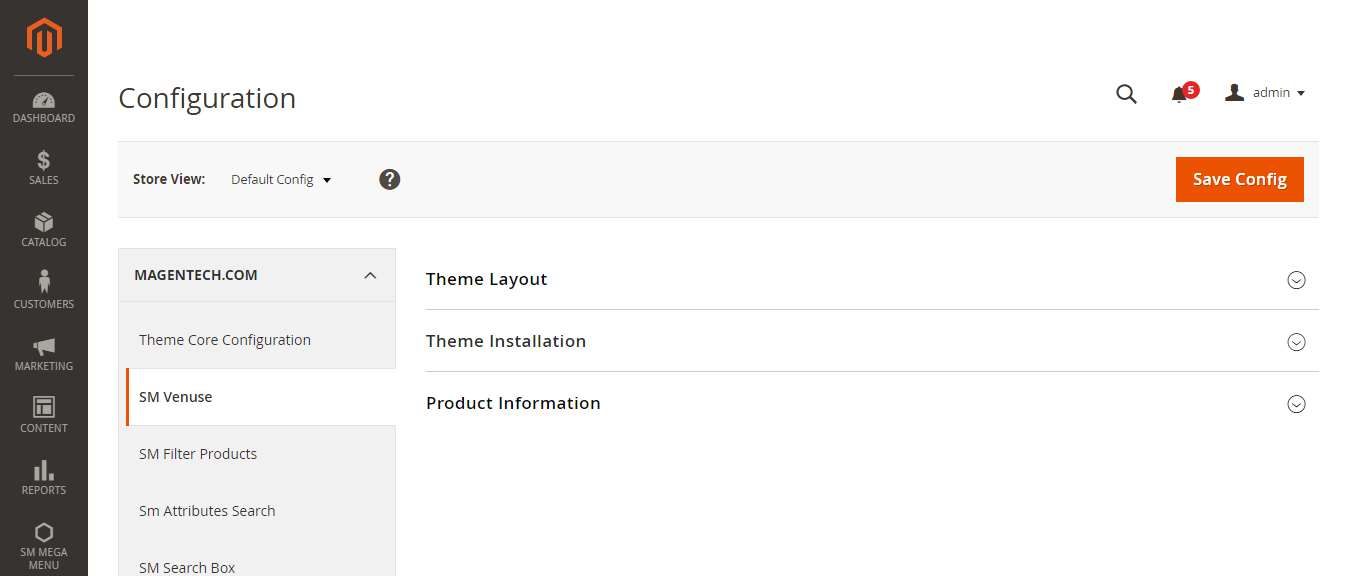 DASHBOARD
SALES
CATALOG
CUSTOMERS
MARKETING
CONTENT
REPORTS
SM MEGA
MENU
Configuration
5
admin
Store View:
Default Config
?
Save Config
MAGENTECH.COM
Theme Core Configuration
SM Venuse
SM Filter Products
Sm Attributes Search
SM Search Box
Theme Layout
Theme Installation
Product Information